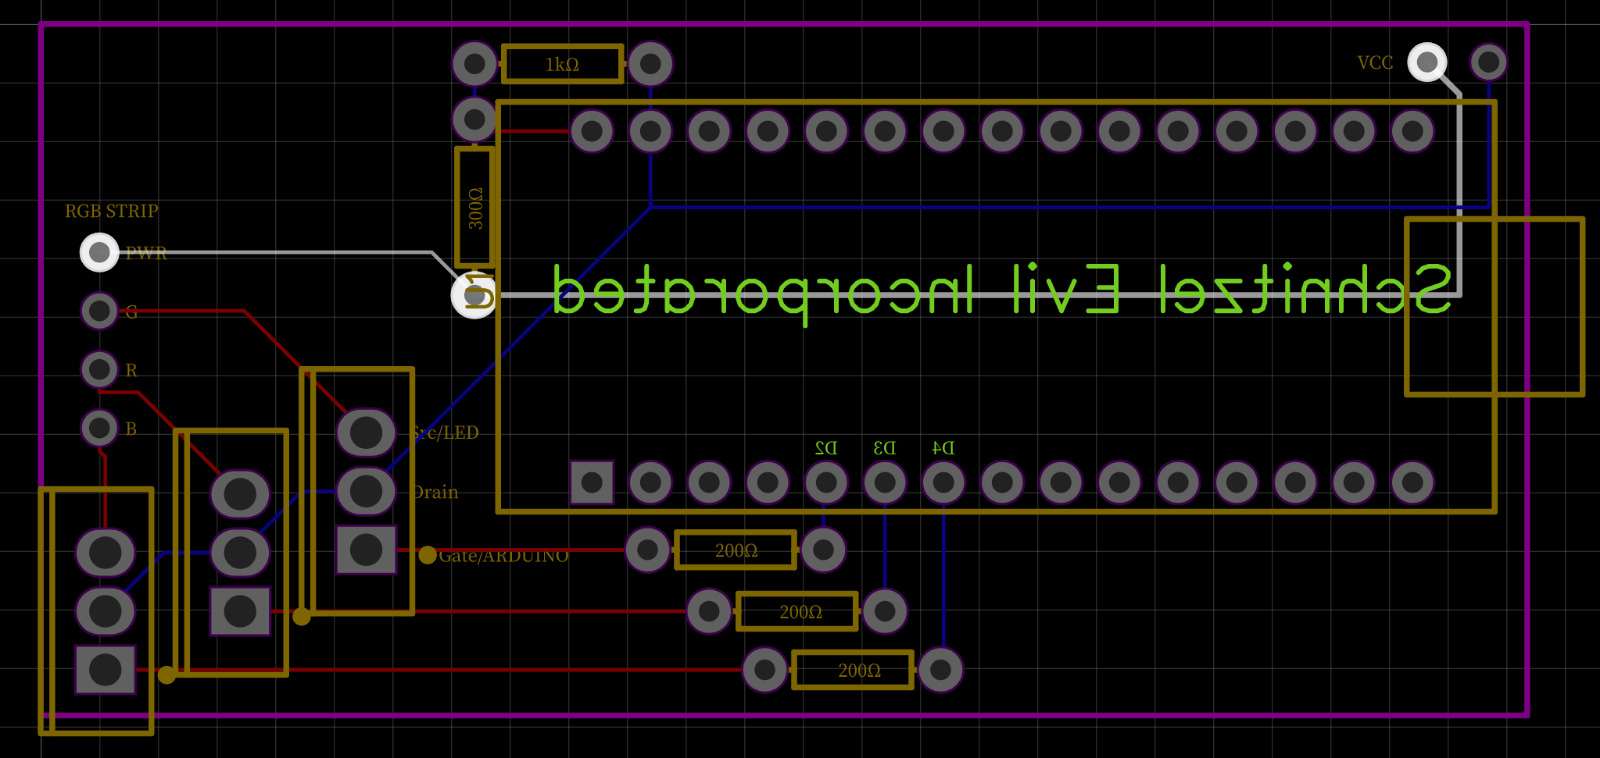 1kΩ
VCC
300Ω
RGB STRIP
PWR
G
R
B
Schnitzel Evil Incorporated
Src/LED
Drain
Gate/ARDUINO
D2
D3
D4
200Ω
200Ω
200Ω